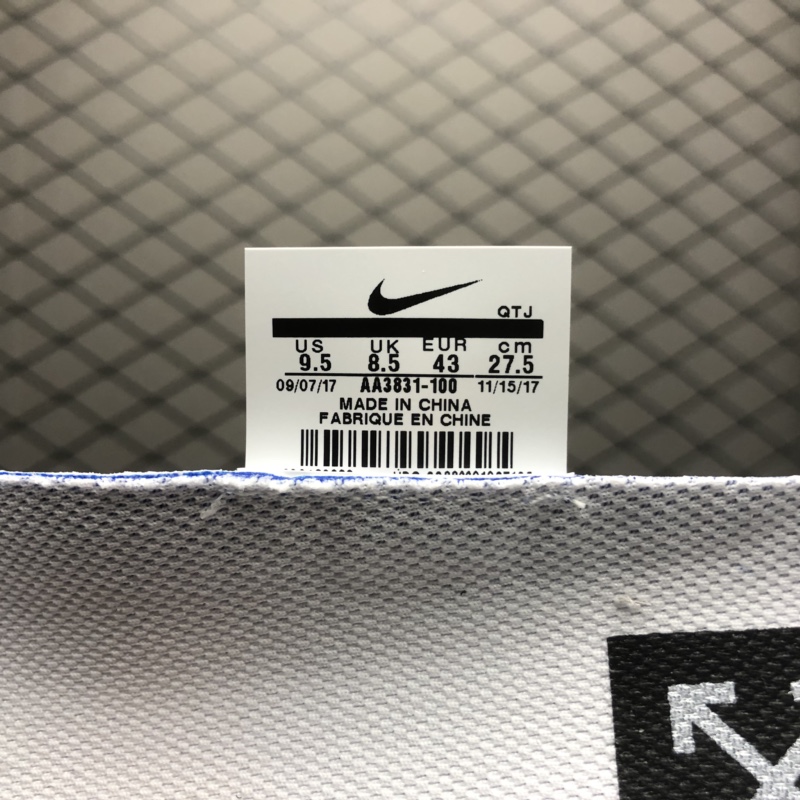 QTJ
US UK EUR cm
9.5 8.5 43 27.5
09/07/17 AA3831-100 11/15/17
MADE IN CHINA
FABRIQUE EN CHINE